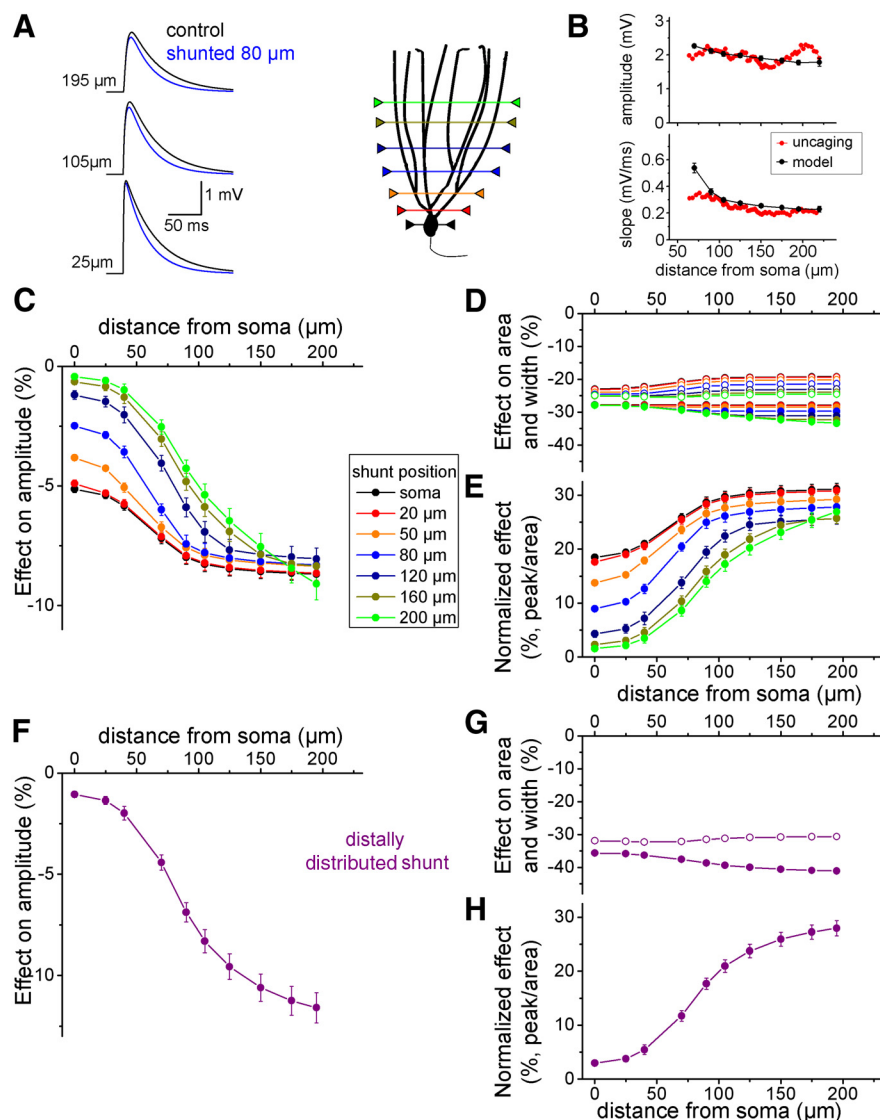 A
control
shunted 80 µm
195 µm
105µm
25µm
1 mV
50 ms
B
amplitude (mV)
3
2
1
0
uncaging
model
slope (mV/ms)
0.6
0.4
0.2
0.0
50 100 150 200
distance from soma (µm)
C
distance from soma (µm)
0 50 100 150 200
Effect on amplitude (%)
0
-5
-10
shunt position
soma
20 µm
50 µm
80 µm
120 µm
160 µm
200 µm
D
0 50 100 150 200
Effect on area
and width (%)
0
-10
-20
-30
-40
E
Normalized effect
(%, peak/area)
30
20
10
0
0 50 100 150 200
distance from soma (µm)
F
distance from soma (µm)
0 50 100 150 200
Effect on amplitude (%)
0
-5
10
distally
distributed shunt
G
0 50 100 150 200
Effect on area
and width (%)
0
-10
-20
-30
-40
H
Normalized effect
(%, peak/area)
30
20
10
0
0 50 100 150 200
distance from soma (µm)